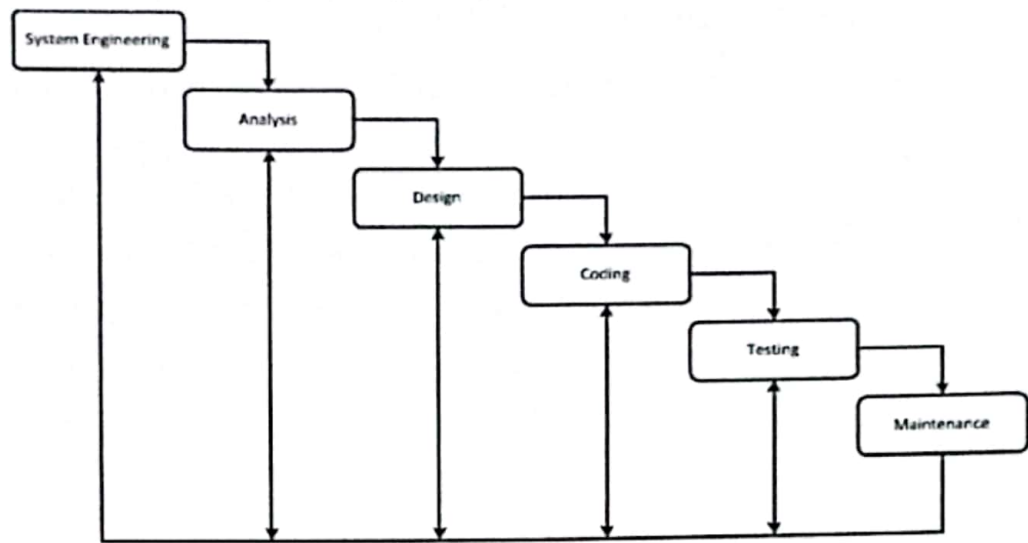 System Engineering
Analysis
Design
Coding
Testing
Maintenance